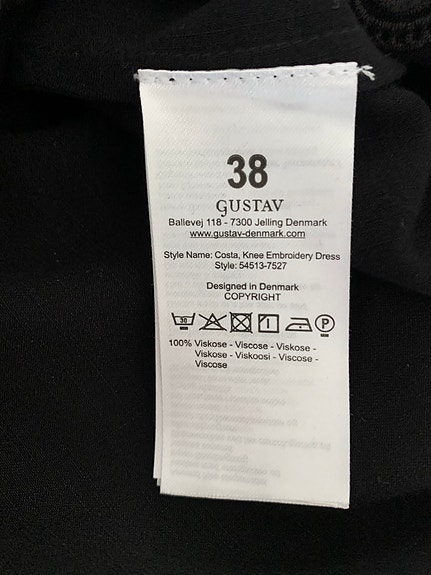 38
GUSTAV
Ballevej 118 - 7300 Jelling Denmark
www.gustav-denmark.com
Style Name: Costa, Knee Embroidery Dress
Style: 54513-7527
Designed in Denmark
COPYRIGHT
30 P
100% Viskose - Viscose - Viskose -
Viskose - Viskoosi - Viscose -
Viscose